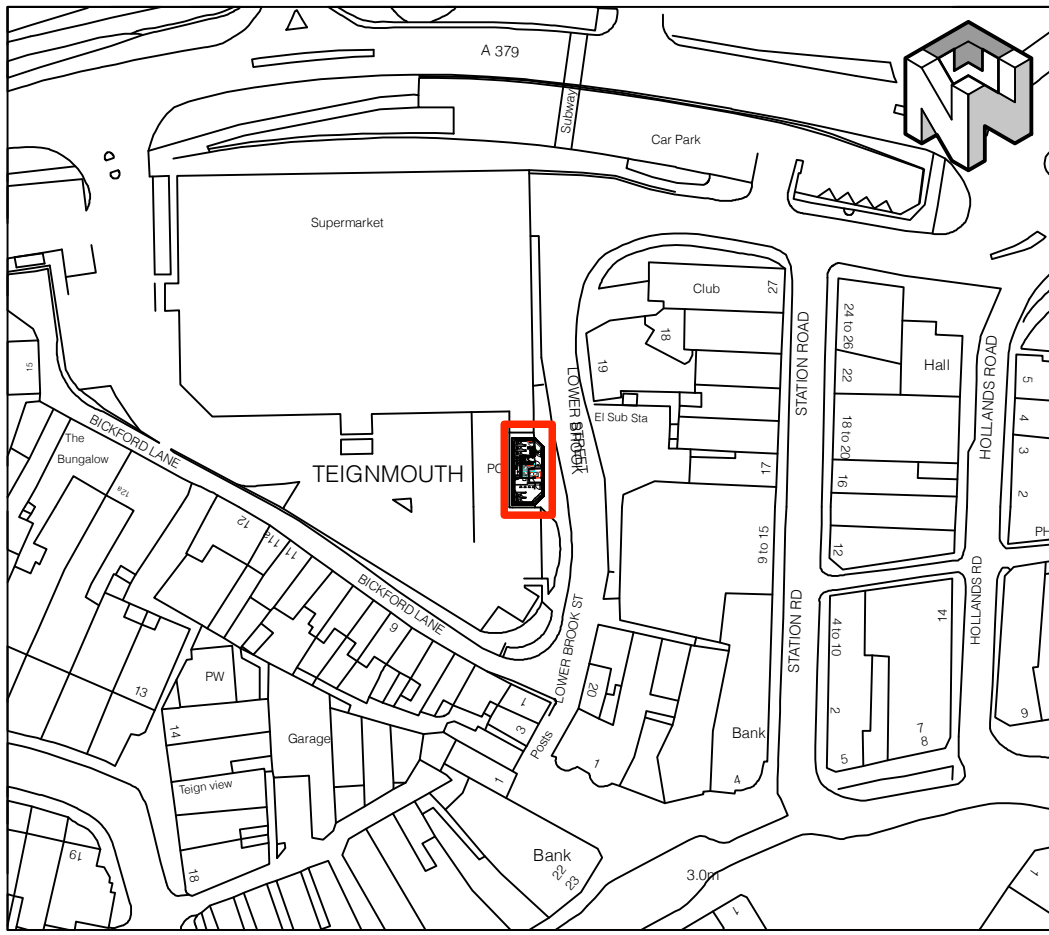 A 379
Subway
Car Park
Supermarket
Club
27
18
19
24 to 26
22
Hall
STATION ROAD
HOLLANDS ROAD
5
4
3
2
PH
15
BICKFORD LANE
The
Bungalow
12a
LOWER BROOK
STREET
El Sub Sta
18 to 20
16
17
12
TEIGNMOUTH
PO
12
11a
11
BICKFORD LANE
9
9 to 15
STATION RD
HOLLANDS RD
4 to 10
14
2
7
8
5
9
LOWER BROOK ST
20
1
3
Posts
1
1
Bank
4
13
PW
14
Garage
Teign view
18
19
Bank
22
23
3.0m
1
1